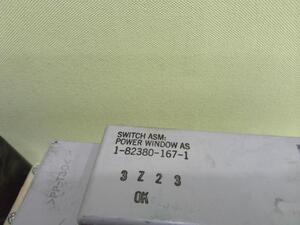 SWITCH ASM:
POWER WINDOW AS
1-82380-167-1
3 Z 2 3
OK